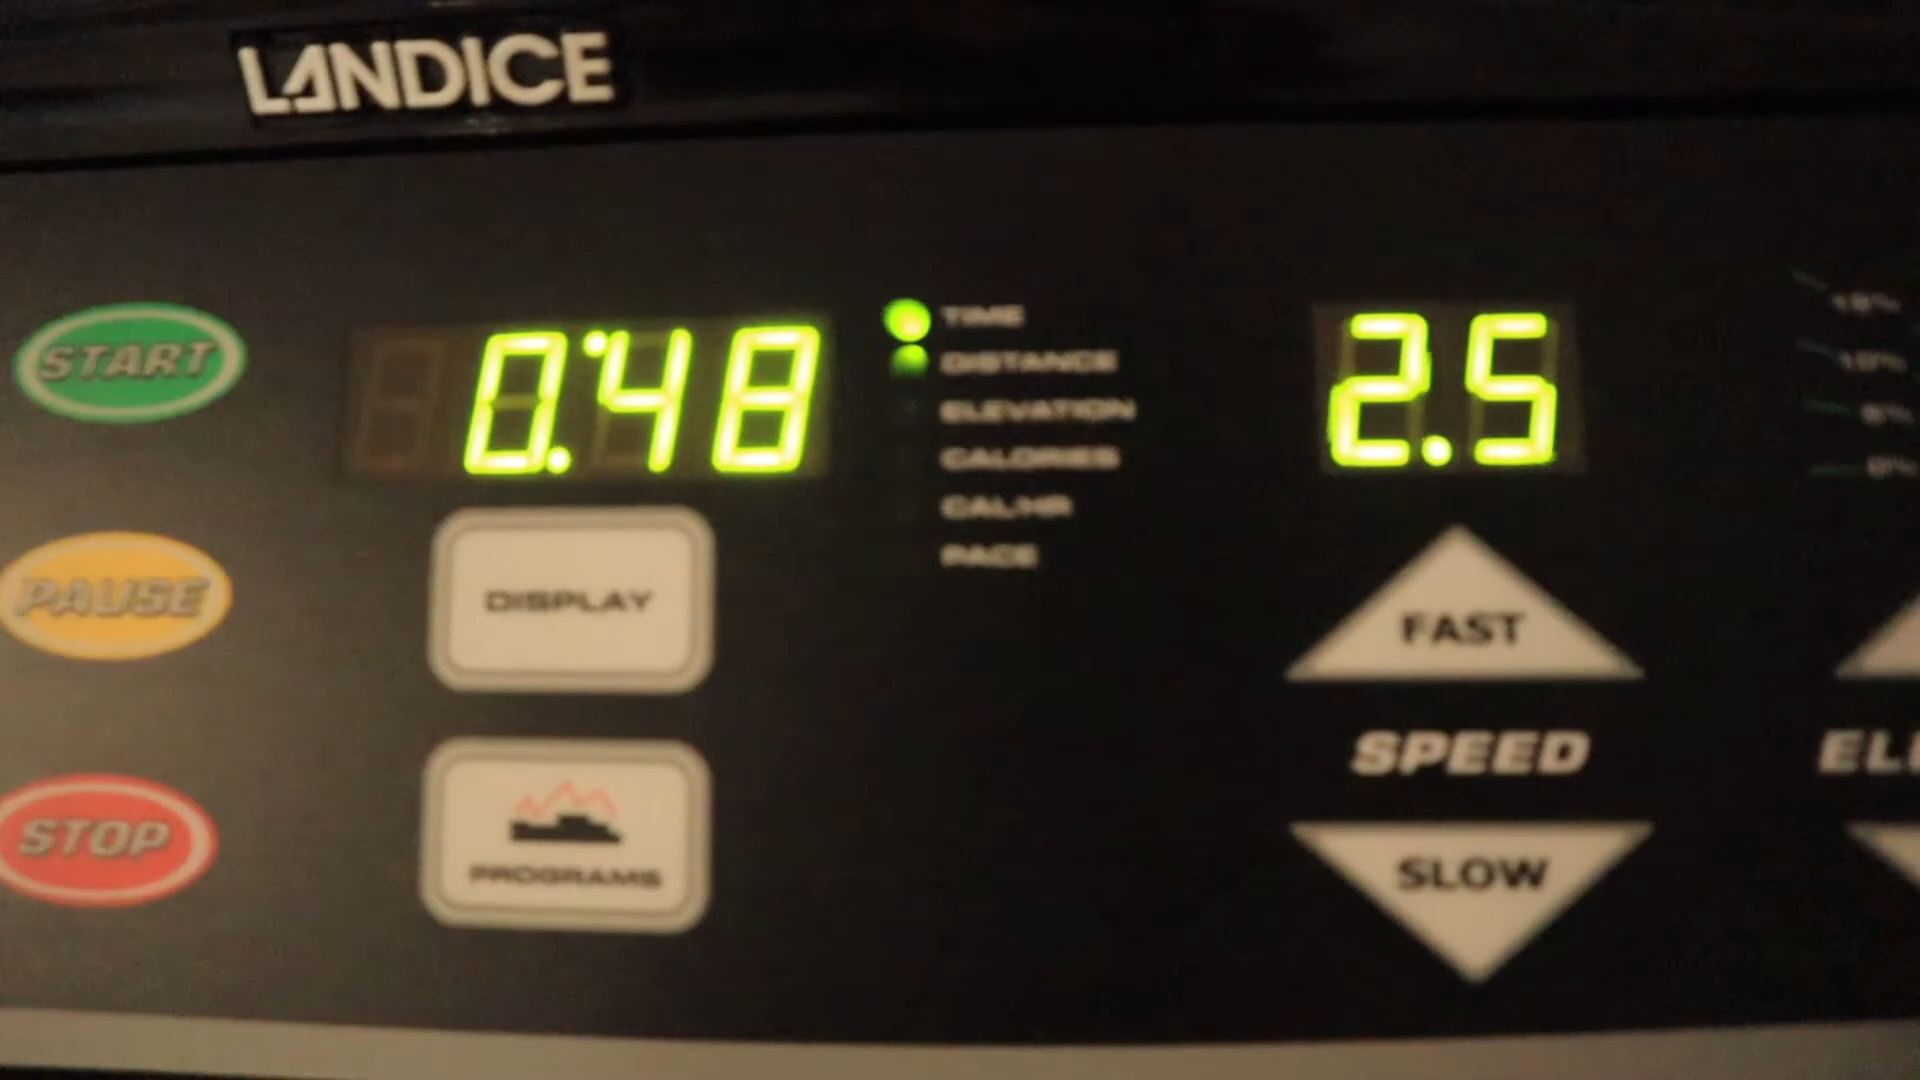 LANDICE
START
0:48
TIME
DISTANCE
ELEVATION
CALORIES
CAL/HR
PACE
2.5
PAUSE
DISPLAY
FAST
SPEED
STOP
PROGRAMS
SLOW